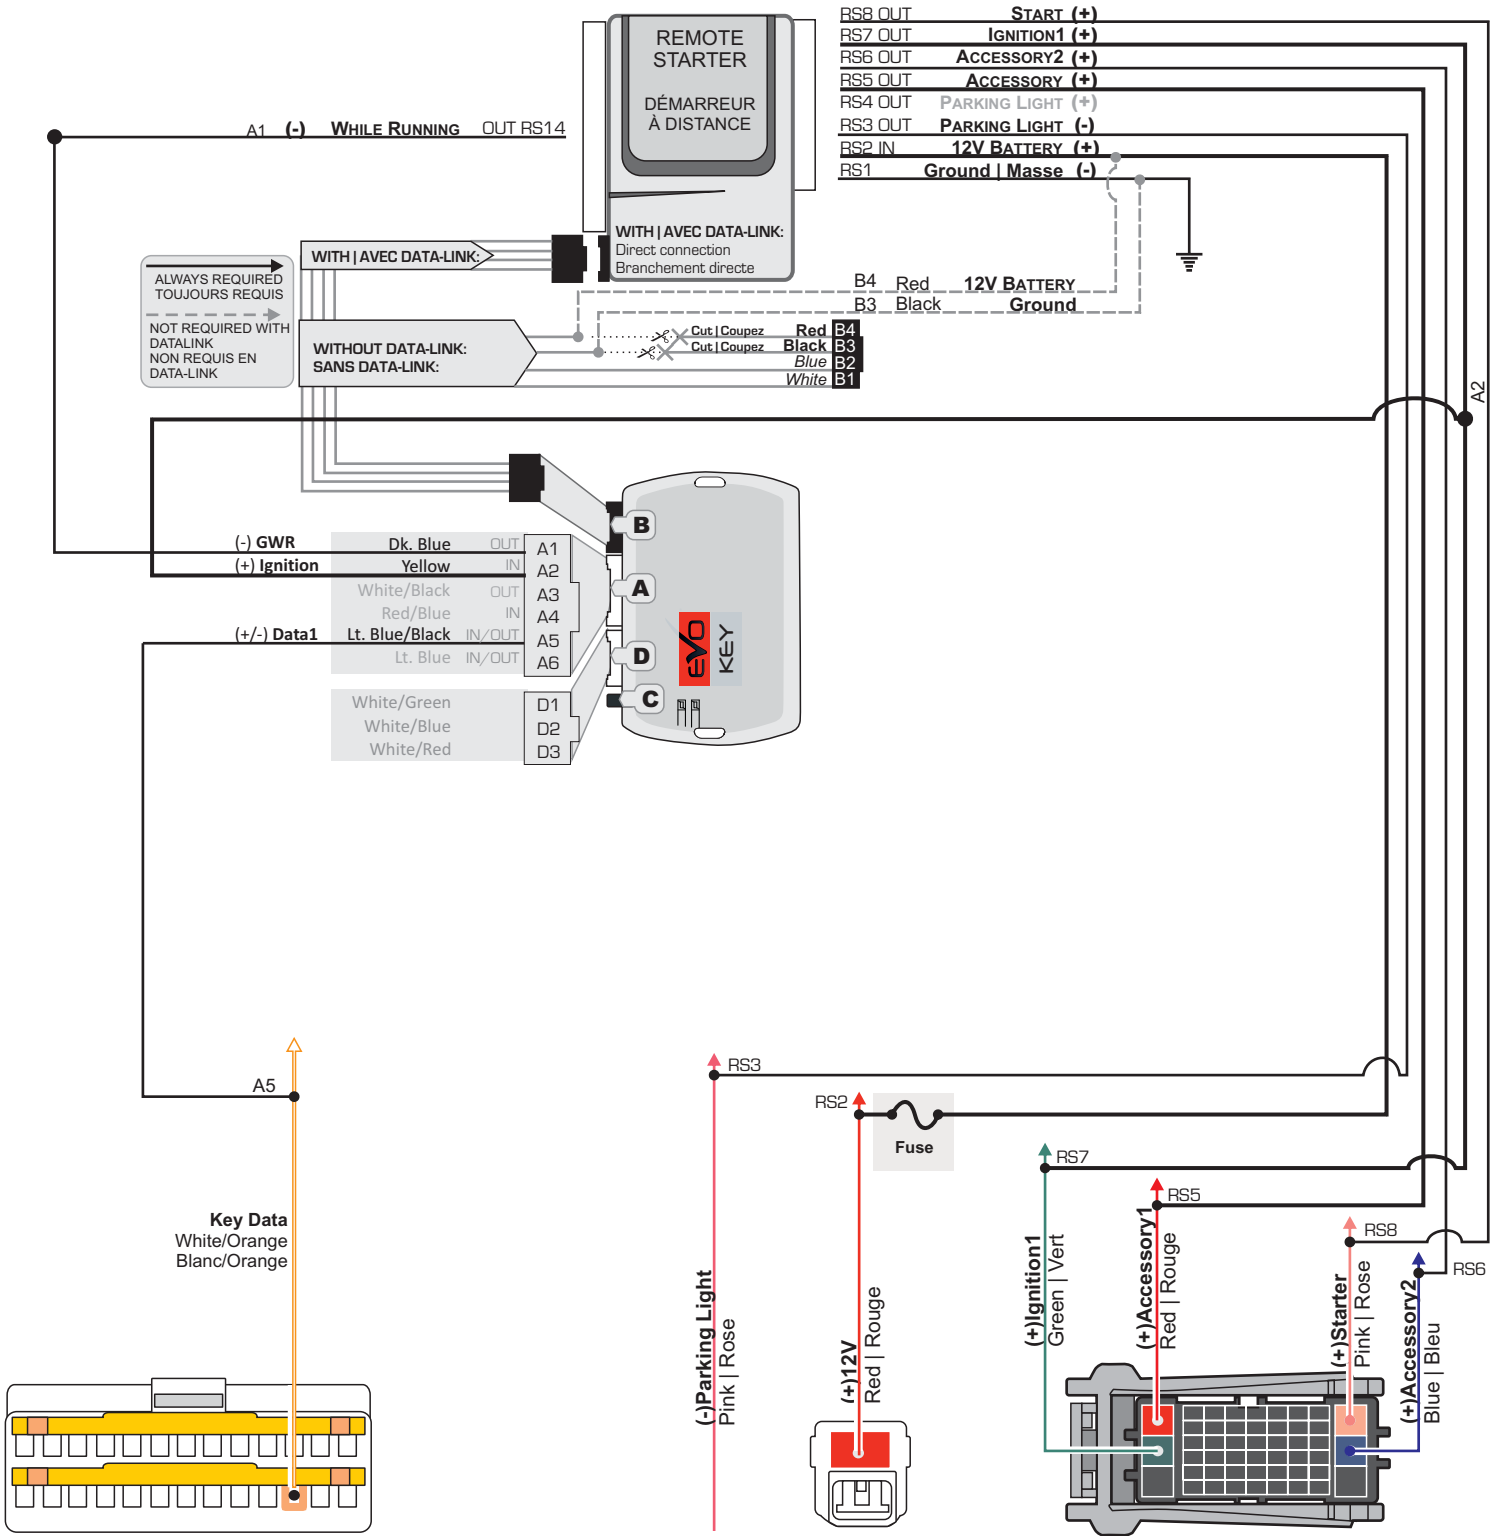 REMOTE
STARTER
DÉMARREUR
À DISTANCE
RS8 OUT START (+)
RS7 OUT IGNITION1 (+)
RS6 OUT ACCESSORY2 (+)
RS5 OUT ACCESSORY (+)
RS4 OUT PARKING LIGHT (+)
RS3 OUT PARKING LIGHT (-)
RS2 IN 12V BATTERY (+)
RS1 Ground | Masse (-)
A1 (-) WHILE RUNNING OUT RS14
WITH | AVEC DATA-LINK:
Direct connection
Branchement directe
WITH | AVEC DATA-LINK:
ALWAYS REQUIRED
TOUJOURS REQUIS
NOT REQUIRED WITH
DATALINK
NON REQUIS EN
DATA-LINK
B4 Red 12V BATTERY
B3 Black Ground
WITHOUT DATA-LINK:
SANS DATA-LINK:
Cut | Coupez Red B4
Cut | Coupez Black B3
Blue B2
White B1
A2
B
A
D
C
EVO
KEY
(-) GWR Dk. Blue OUT A1
(+) Ignition Yellow IN A2
White/Black OUT A3
Red/Blue IN A4
(+/-) Data1 Lt. Blue/Black IN/OUT A5
Lt. Blue IN/OUT A6
White/Green D1
White/Blue D2
White/Red D3
A5
Key Data
White/Orange
Blanc/Orange
RS3
(-)Parking Light
Pink | Rose
RS2
Fuse
(+)12V
Red | Rouge
RS7
(+)Ignition1
Green | Vert
RS5
(+)Accessory1
Red | Rouge
RS8
(+)Starter
Pink | Rose
RS6
(+)Accessory2
Blue | Bleu